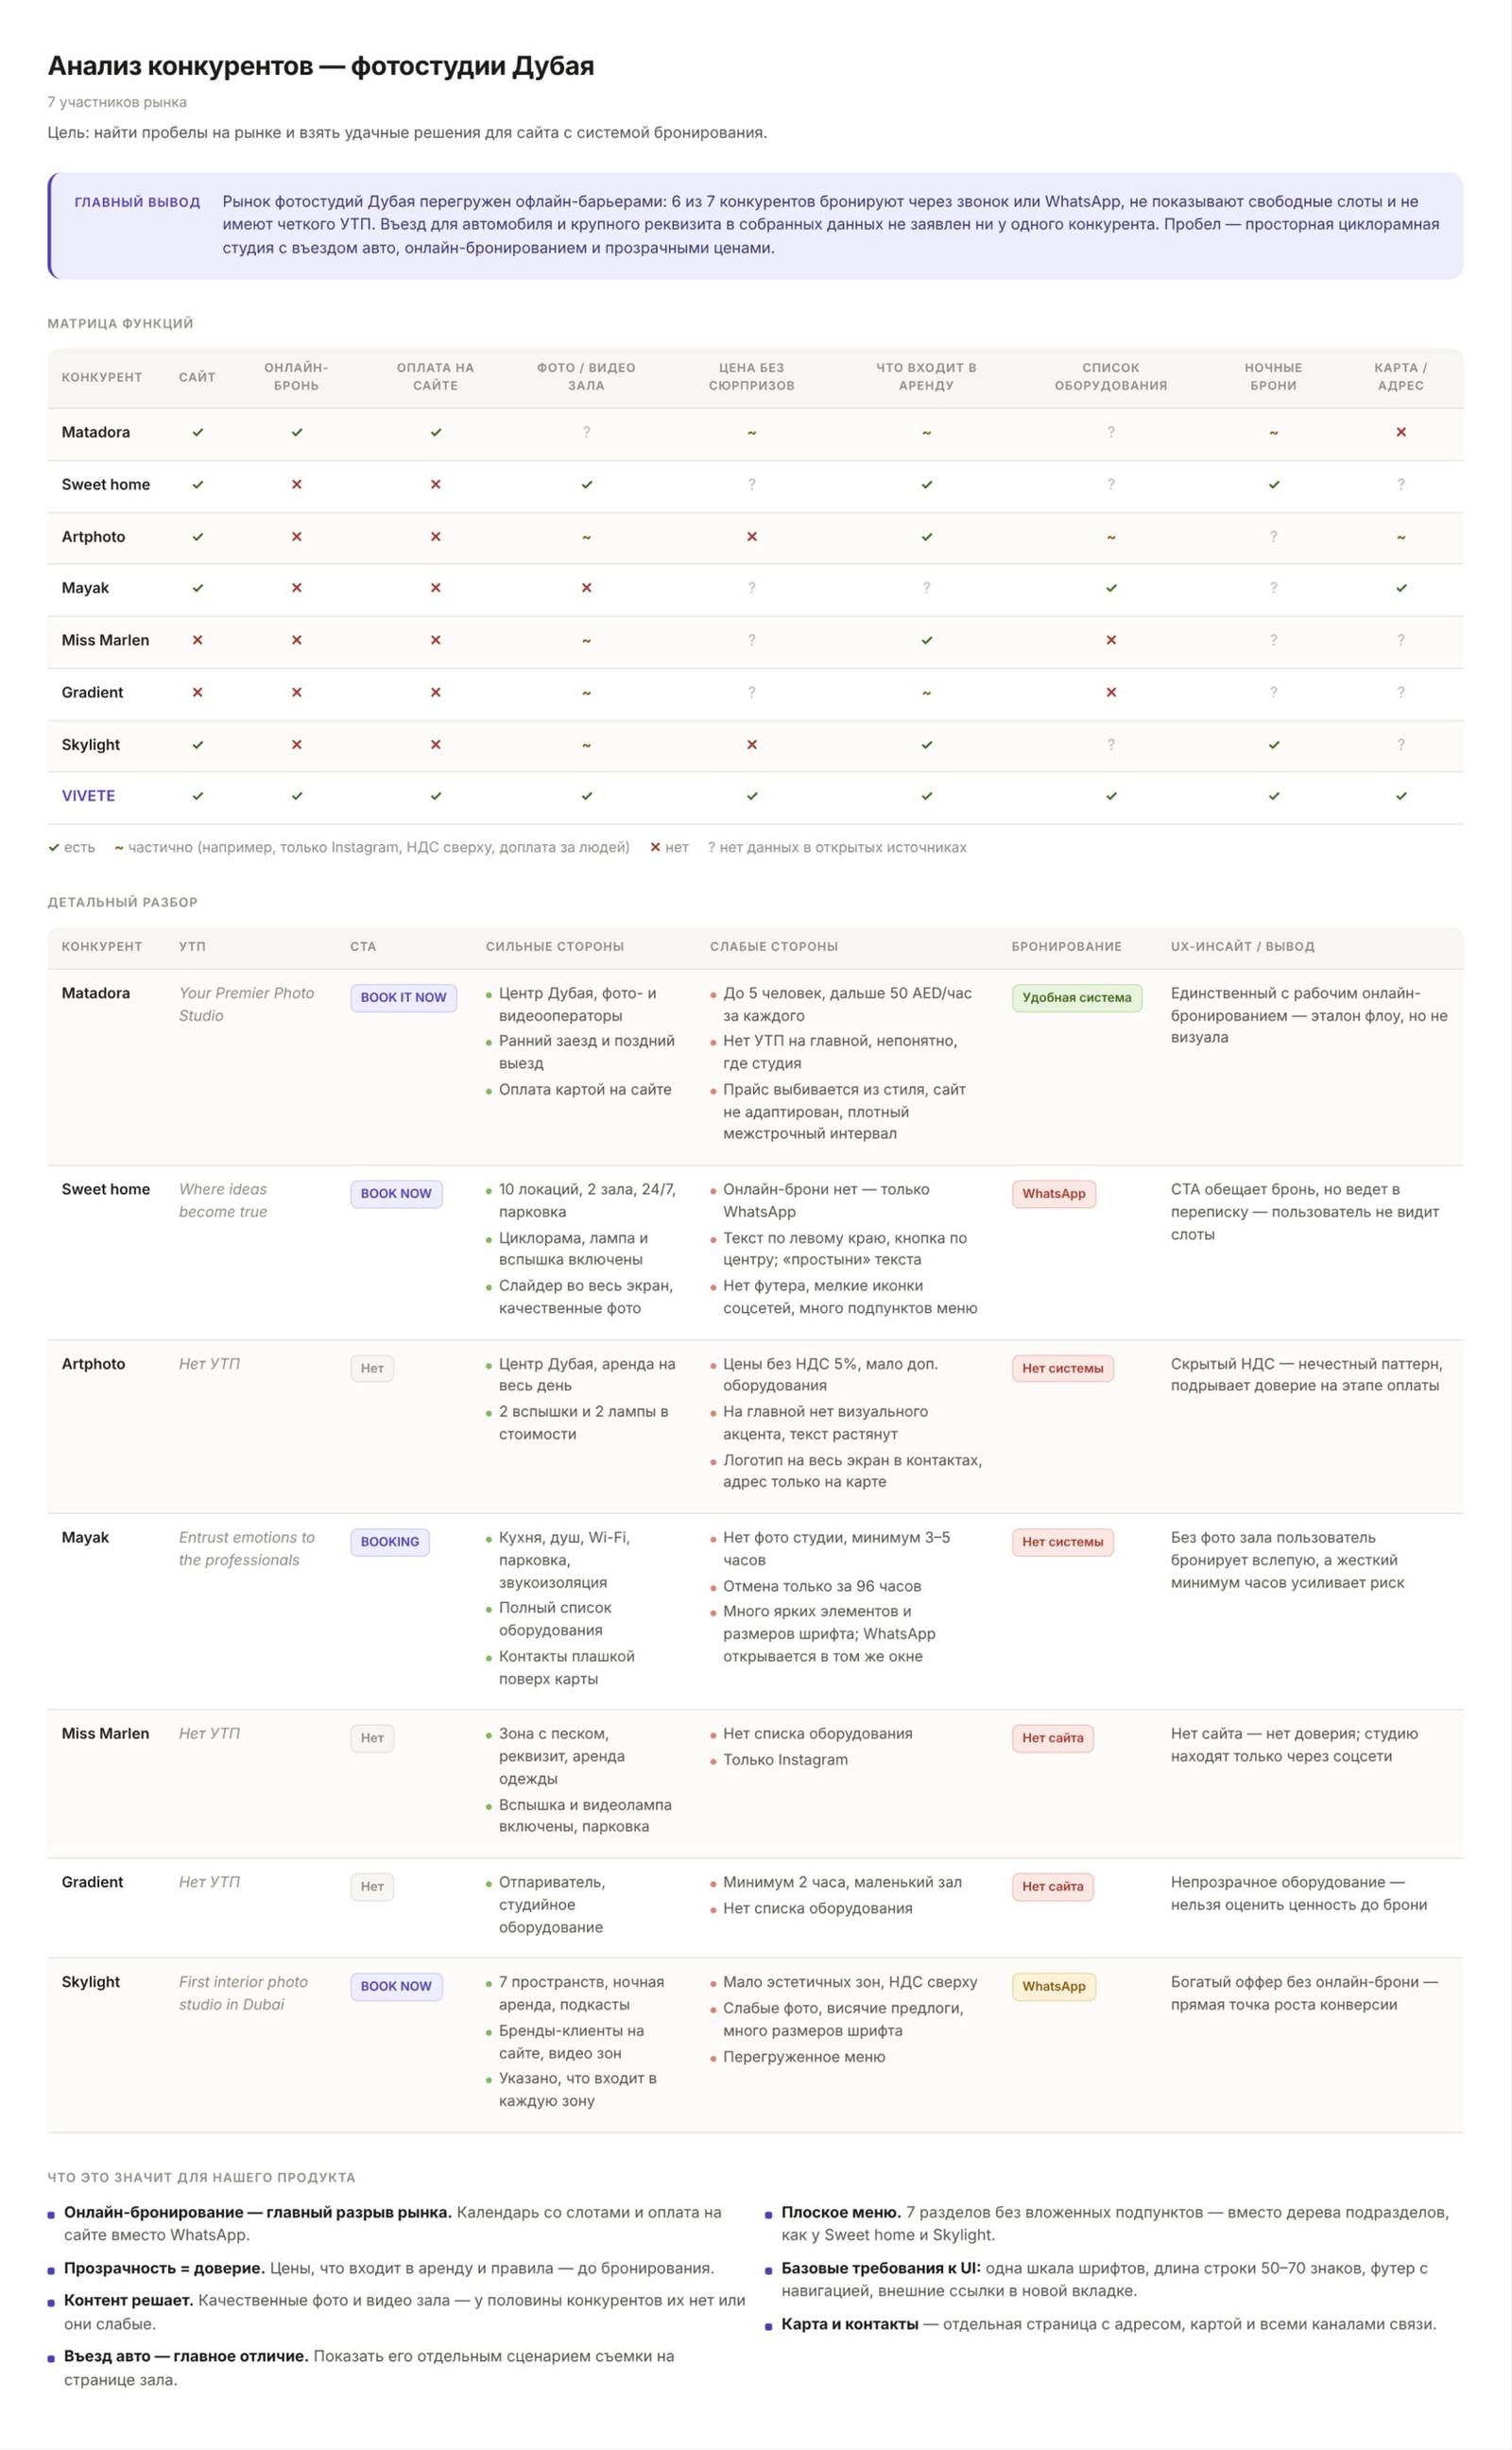 Анализ конкурентов — фотостудии Дубая
7 участников рынка
Цель: найти пробелы на рынке и взять удачные решения для сайта с системой бронирования.
ГЛАВНЫЙ ВЫВОД
Рынок фотостудий Дубая перегружен офлайн-барьерами: 6 из 7 конкурентов бронируют через звонок или WhatsApp, не показывают свободные слоты и не
имеют четкого УТП. Въезд для автомобиля и крупного реквизита в собранных данных не заявлен ни у одного конкурента. Пробел — просторная циклорамная
студия с въездом авто, онлайн-бронированием и прозрачными ценами.
МАТРИЦА ФУНКЦИЙ
КОНКУРЕНТ САЙТ ОНЛАЙН-БРОНЬ ОПЛАТА НА САЙТЕ ФОТО / ВИДЕО ЗАЛА ЦЕНА БЕЗ СЮРПРИЗОВ ЧТО ВХОДИТ В АРЕНДУ СПИСОК ОБОРУДОВАНИЯ НОЧНЫЕ БРОНИ КАРТА / АДРЕС
Matadora ✓ ✓ ✓ ? ~ ~ ? ~ ✕
Sweet home ✓ ✕ ✕ ✓ ? ✓ ? ✓ ?
Artphoto ✓ ✕ ✕ ~ ✕ ✓ ~ ? ~
Mayak ✓ ✕ ✕ ✕ ? ? ✓ ? ✓
Miss Marlen ✕ ✕ ✕ ~ ? ✓ ✕ ? ?
Gradient ✕ ✕ ✕ ~ ? ~ ✕ ? ?
Skylight ✓ ✕ ✕ ~ ✕ ✓ ? ✓ ?
VIVETE ✓ ✓ ✓ ✓ ✓ ✓ ✓ ✓ ✓
✓ есть ~ частично (например, только Instagram, НДС сверху, доплата за людей) ✕ нет ? нет данных в открытых источниках
ДЕТАЛЬНЫЙ РАЗБОР
КОНКУРЕНТ УТП CTA СИЛЬНЫЕ СТОРОНЫ СЛАБЫЕ СТОРОНЫ БРОНИРОВАНИЕ UX-ИНСАЙТ / ВЫВОД
Matadora
Your Premier Photo
Studio
BOOK IT NOW
Центр Дубая, фото- и
видеооператоры
Ранний заезд и поздний
выезд
Оплата картой на сайте
До 5 человек, дальше 50 AED/час
за каждого
Нет УТП на главной, непонятно,
где студия
Прайс выбивается из стиля, сайт
не адаптирован, плотный
межстрочный интервал
Удобная система
Единственный с рабочим онлайн-
бронированием — эталон флоу, но не
визуала
Sweet home
Where ideas
become true
BOOK NOW
10 локаций, 2 зала, 24/7,
парковка
Циклорама, лампа и
вспышка включены
Слайдер во весь экран,
качественные фото
Онлайн-брони нет — только
WhatsApp
Текст по левому краю, кнопка по
центру; «простыни» текста
Нет футера, мелкие иконки
соцсетей, много подпунктов меню
WhatsApp
CTA обещает бронь, но ведет в
переписку — пользователь не видит
слоты
Artphoto
Нет УТП
Нет
Центр Дубая, аренда на
весь день
2 вспышки и 2 лампы в
стоимости
Цены без НДС 5%, мало доп.
оборудования
На главной нет визуального
акцента, текст растянут
Логотип на весь экран в контактах,
адрес только на карте
Нет системы
Скрытый НДС — нечестный паттерн,
подрывает доверие на этапе оплаты
Mayak
Entrust emotions to
the professionals
BOOKING
Кухня, душ, Wi-Fi,
парковка,
звукоизоляция
Полный список
оборудования
Контакты плашкой
поверх карты
Нет фото студии, минимум 3–5
часов
Отмена только за 96 часов
Много ярких элементов и
размеров шрифта; WhatsApp
открывается в том же окне
Нет системы
Без фото зала пользователь
бронирует вслепую, а жесткий
минимум часов усиливает риск
Miss Marlen
Нет УТП
Нет
Зона с песком,
реквизит, аренда
одежды
Вспышка и видеолампа
включены, парковка
Нет списка оборудования
Только Instagram
Нет сайта
Нет сайта — нет доверия; студию
находят только через соцсети
Gradient
Нет УТП
Нет
Отпариватель,
студийное
оборудование
Минимум 2 часа, маленький зал
Нет списка оборудования
Нет сайта
Непрозрачное оборудование —
нельзя оценить ценность до брони
Skylight
First interior photo
studio in Dubai
BOOK NOW
7 пространств, ночная
аренда, подкасты
Бренды-клиенты на
сайте, видео зон
Указано, что входит в
каждую зону
Мало эстетичных зон, НДС сверху
Слабые фото, висячие предлоги,
много размеров шрифта
Перегруженное меню
WhatsApp
Богатый оффер без онлайн-брони —
прямая точка роста конверсии
ЧТО ЭТО ЗНАЧИТ ДЛЯ НАШЕГО ПРОДУКТА
Онлайн-бронирование — главный разрыв рынка. Календарь со слотами и оплата на
сайте вместо WhatsApp.
Прозрачность = доверие. Цены, что входит в аренду и правила — до бронирования.
Контент решает. Качественные фото и видео зала — у половины конкурентов их нет или
они слабые.
Въезд авто — главное отличие. Показать его отдельным сценарием съемки на
странице зала.
Плоское меню. 7 разделов без вложенных подпунктов — вместо дерева подразделов,
как у Sweet home и Skylight.
Базовые требования к UI: одна шкала шрифтов, длина строки 50–70 знаков, футер с
навигацией, внешние ссылки в новой вкладке.
Карта и контакты — отдельная страница с адресом, картой и всеми каналами связи.